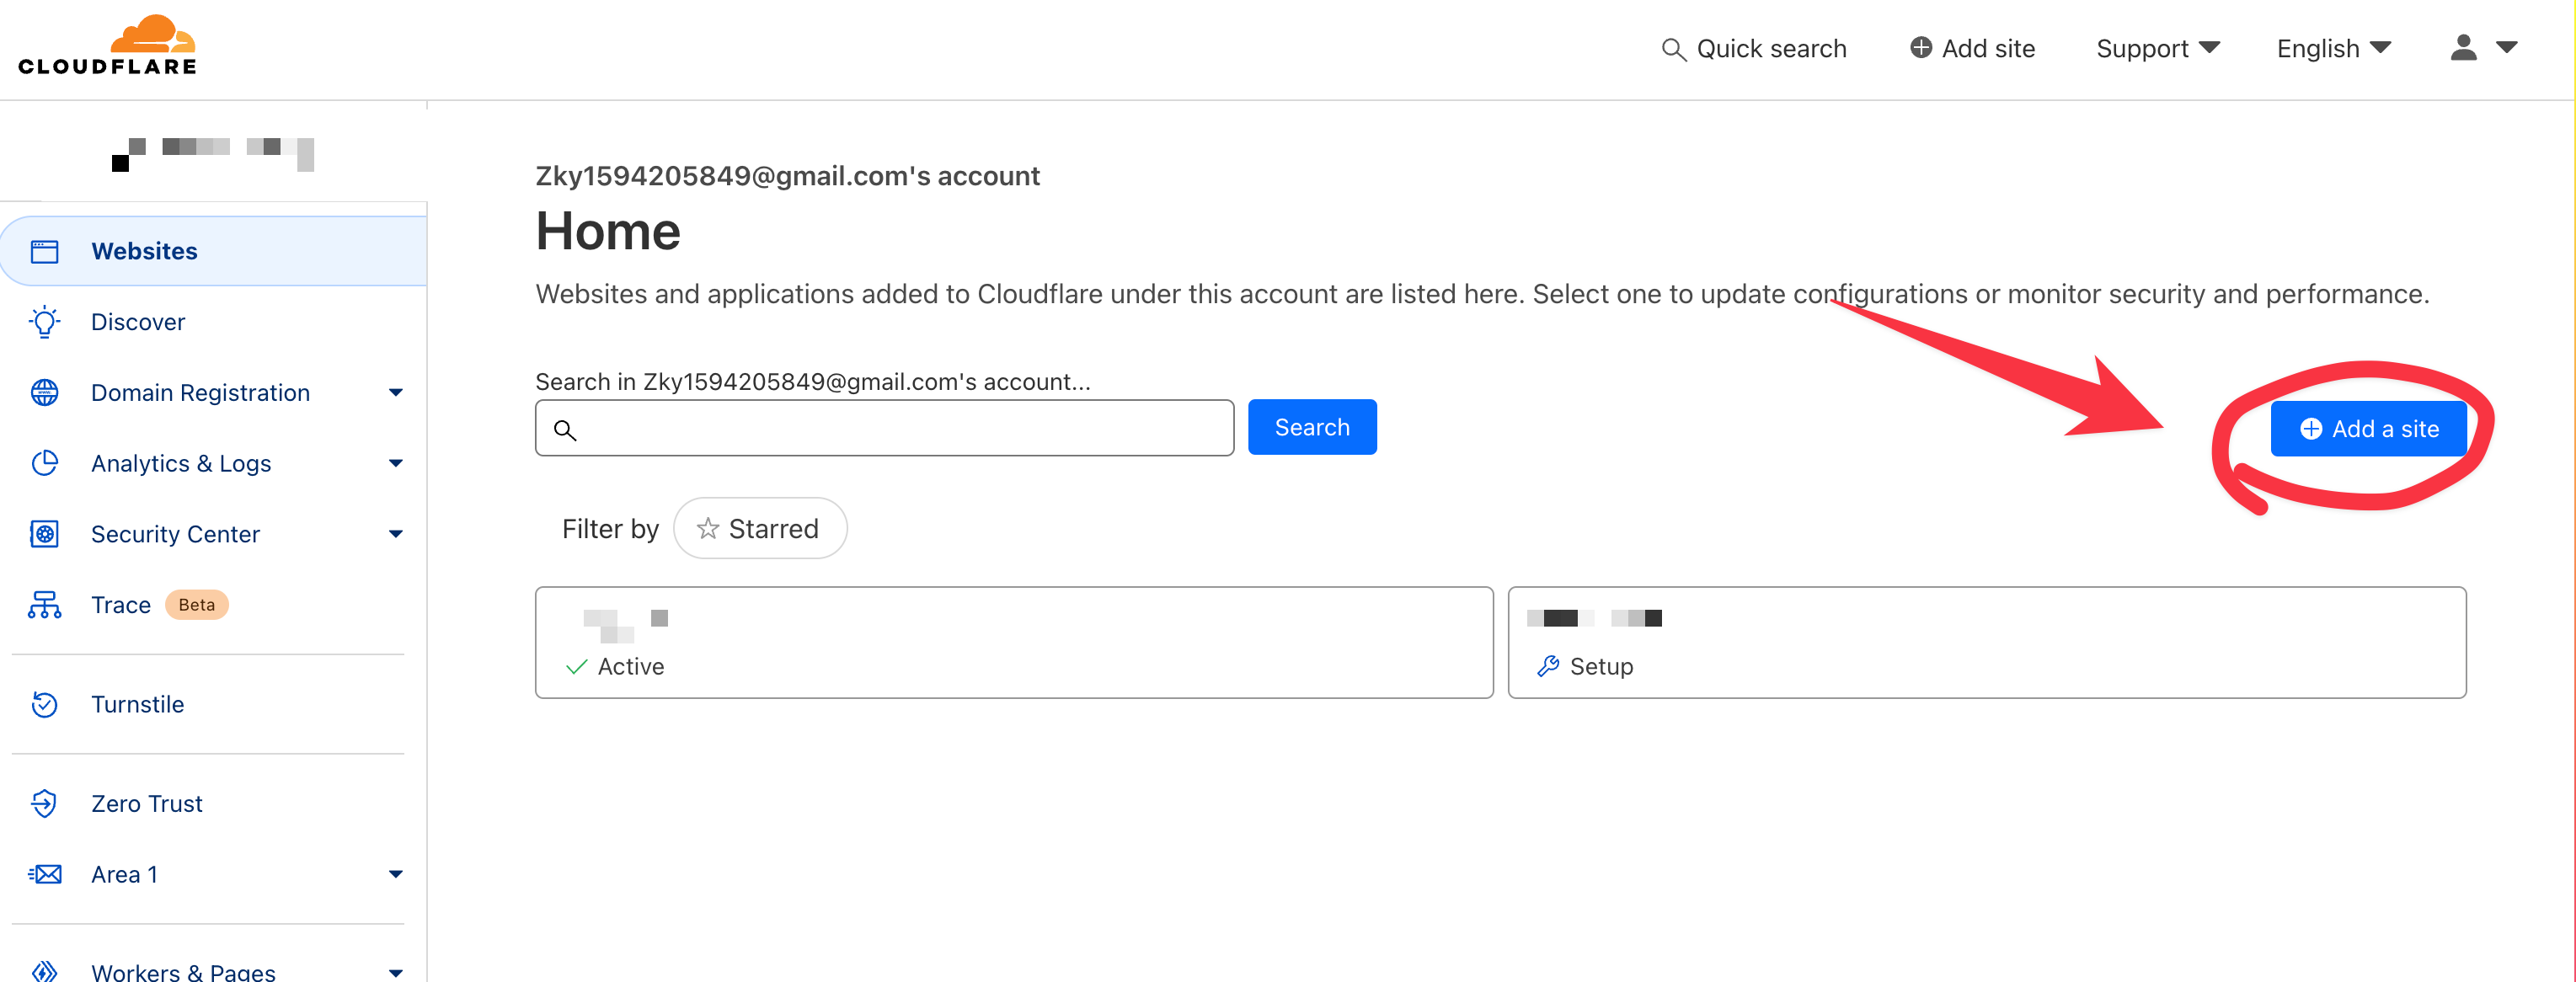 CLOUDFLARE
Quick search
Add site
Support
English
Websites
Discover
Domain Registration
Analytics & Logs
Security Center
Trace Beta
Turnstile
Zero Trust
Area 1
Workers & Pages
Zky1594205849@gmail.com's account
Home
Websites and applications added to Cloudflare under this account are listed here. Select one to update configurations or monitor security and performance.
Search in Zky1594205849@gmail.com's account...
Search
Add a site
Filter by Starred
Active
Setup